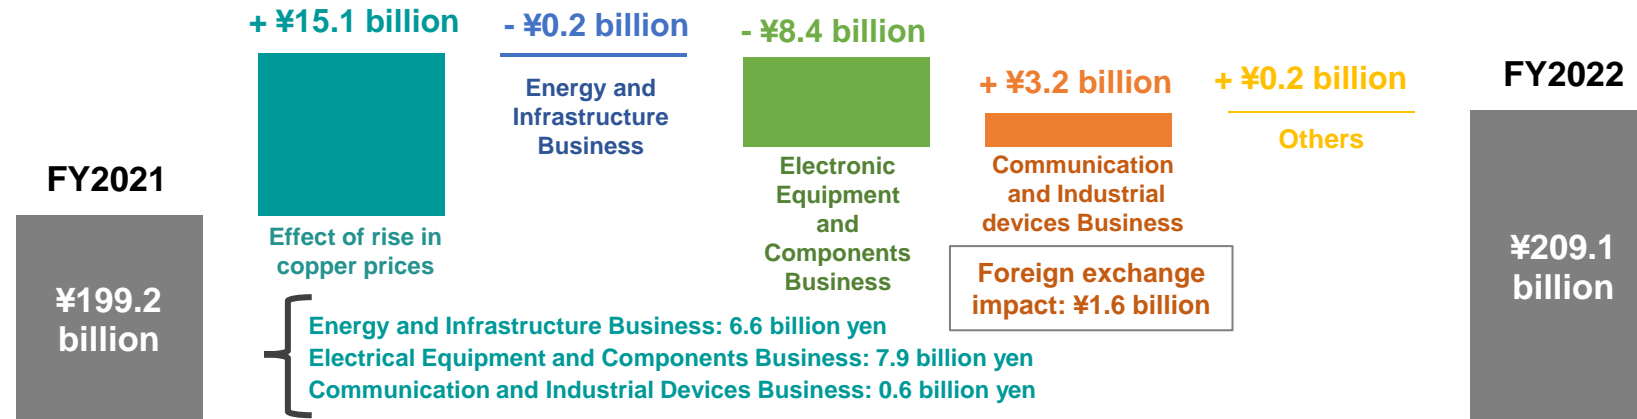 FY2021
¥199.2
billion
+ ¥15.1 billion
Effect of rise in
copper prices
Energy and Infrastructure Business: 6.6 billion yen
Electrical Equipment and Components Business: 7.9 billion yen
Communication and Industrial Devices Business: 0.6 billion yen
- ¥0.2 billion
Energy and
Infrastructure
Business
- ¥8.4 billion
Electronic
Equipment
and
Components
Business
+ ¥3.2 billion
Communication
and Industrial
devices Business
Foreign exchange
impact: ¥1.6 billion
+ ¥0.2 billion
Others
FY2022
¥209.1
billion